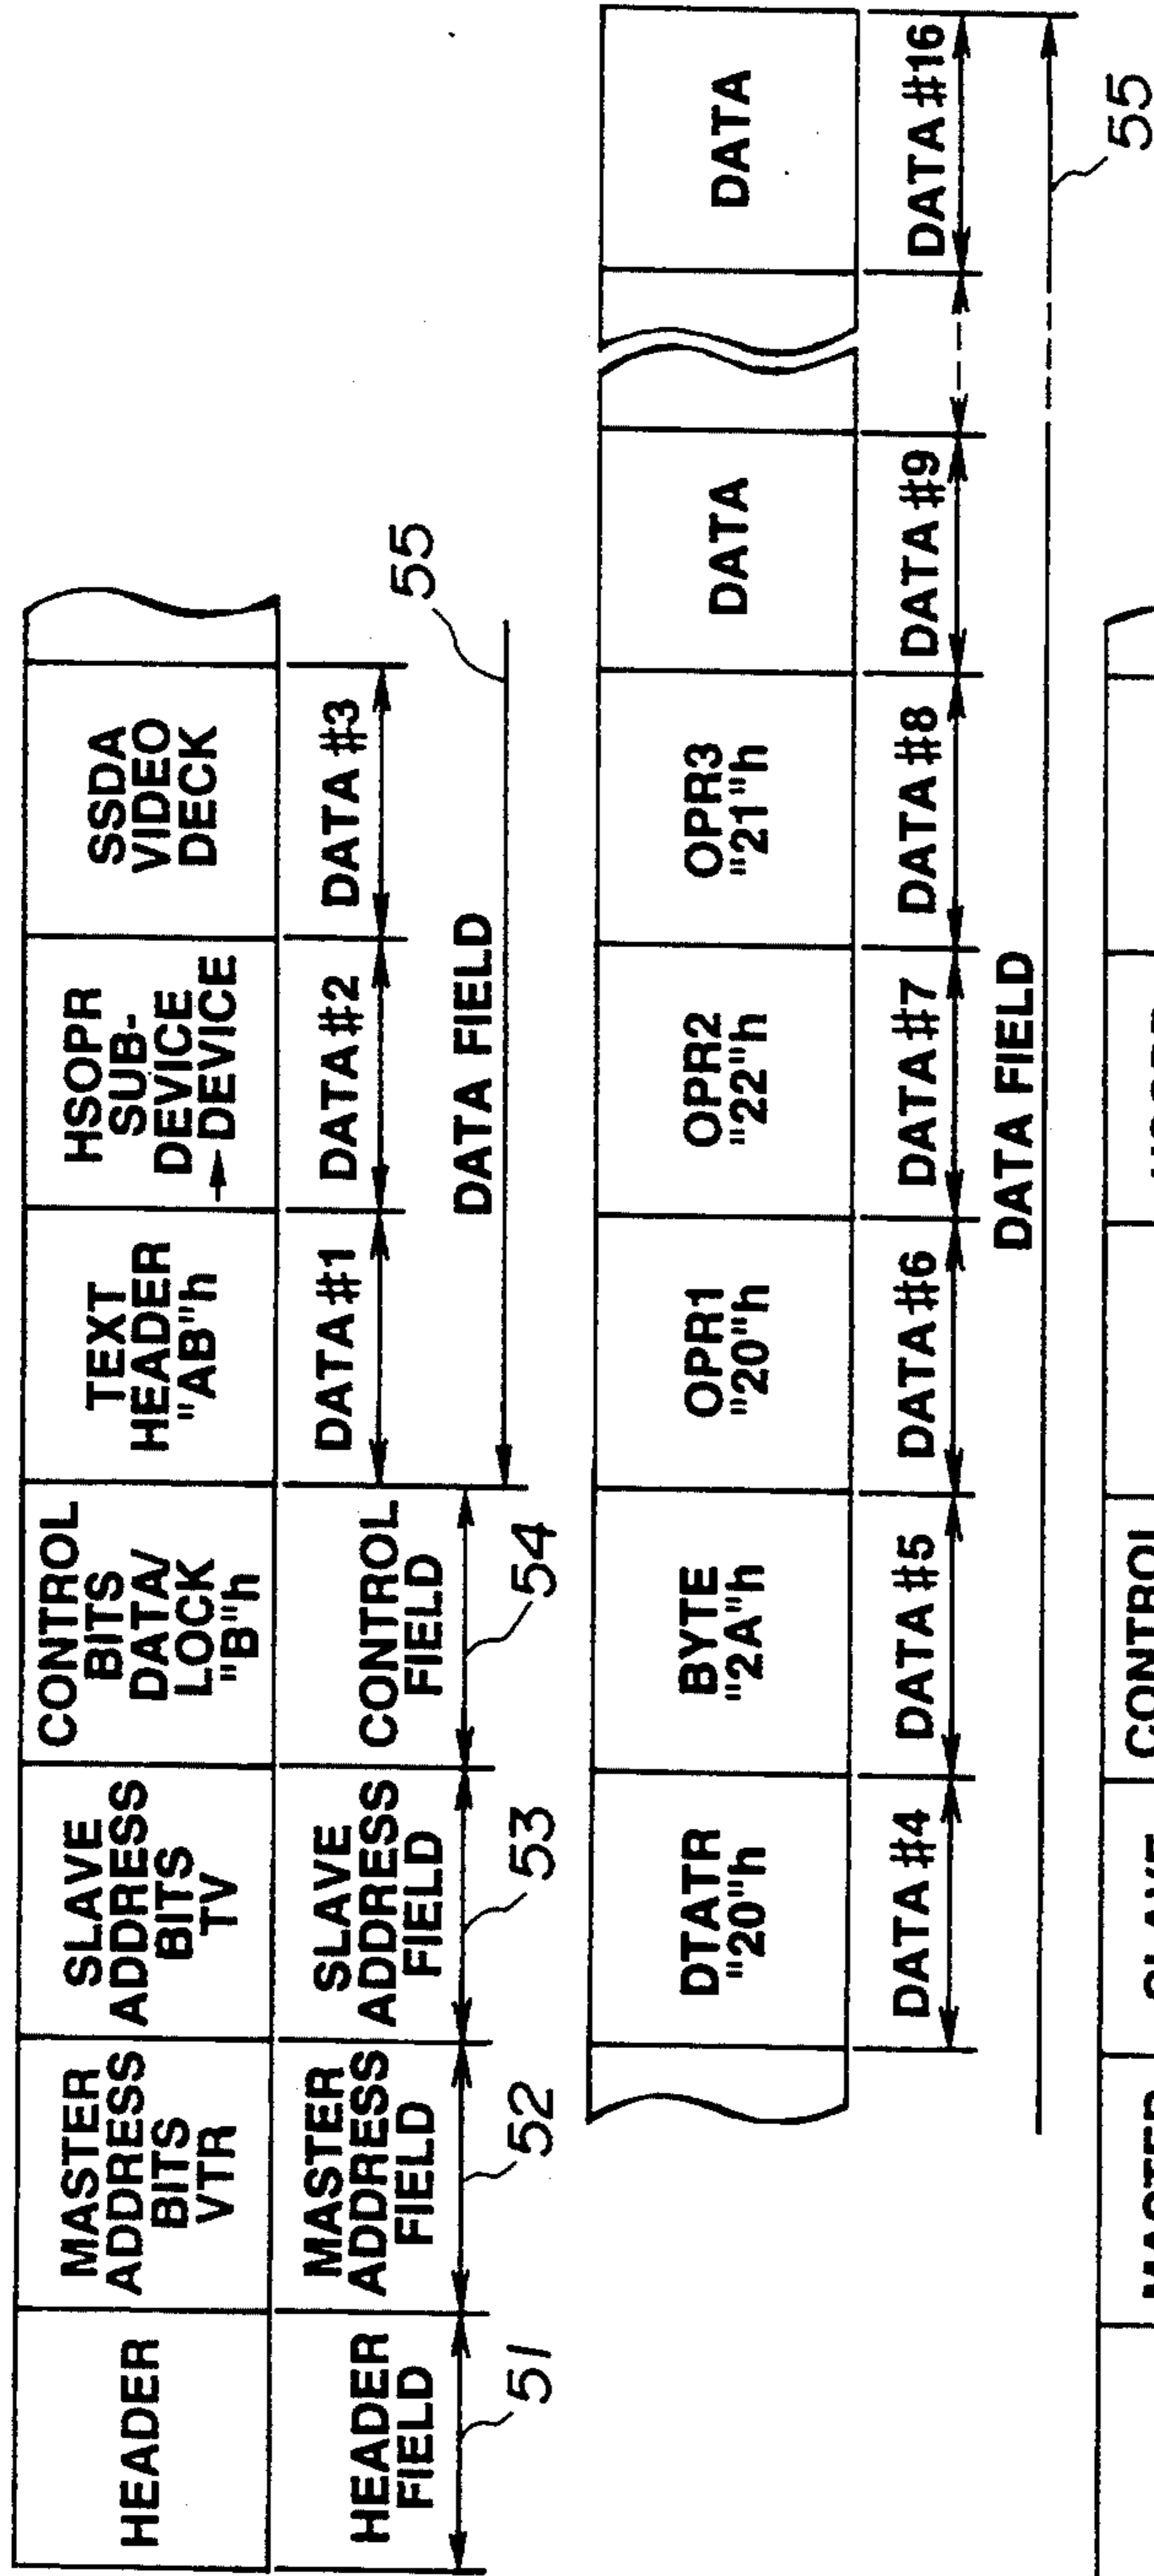 HEADER
MASTER
ADDRESS
BITS
VTR
SLAVE
ADDRESS
BITS
TV
CONTROL
BITS
DATA/
LOCK
"B"h
TEXT
HEADER
"AB"h
HSOPR
SUB-
DEVICE
→DEVICE
SSDA
VIDEO
DECK
HEADER
FIELD
MASTER
ADDRESS
FIELD
SLAVE
ADDRESS
FIELD
CONTROL
FIELD
DATA #1
DATA #2
DATA #3
51
52
53
54
DATA FIELD
55
DTATR
"20"h
BYTE
"2A"h
OPR1
"20"h
OPR2
"22"h
OPR3
"21"h
DATA
DATA
DATA #4
DATA #5
DATA #6
DATA #7
DATA #8
DATA #9
DATA #16
DATA FIELD
55
MASTER
SLAVE
CONTROL